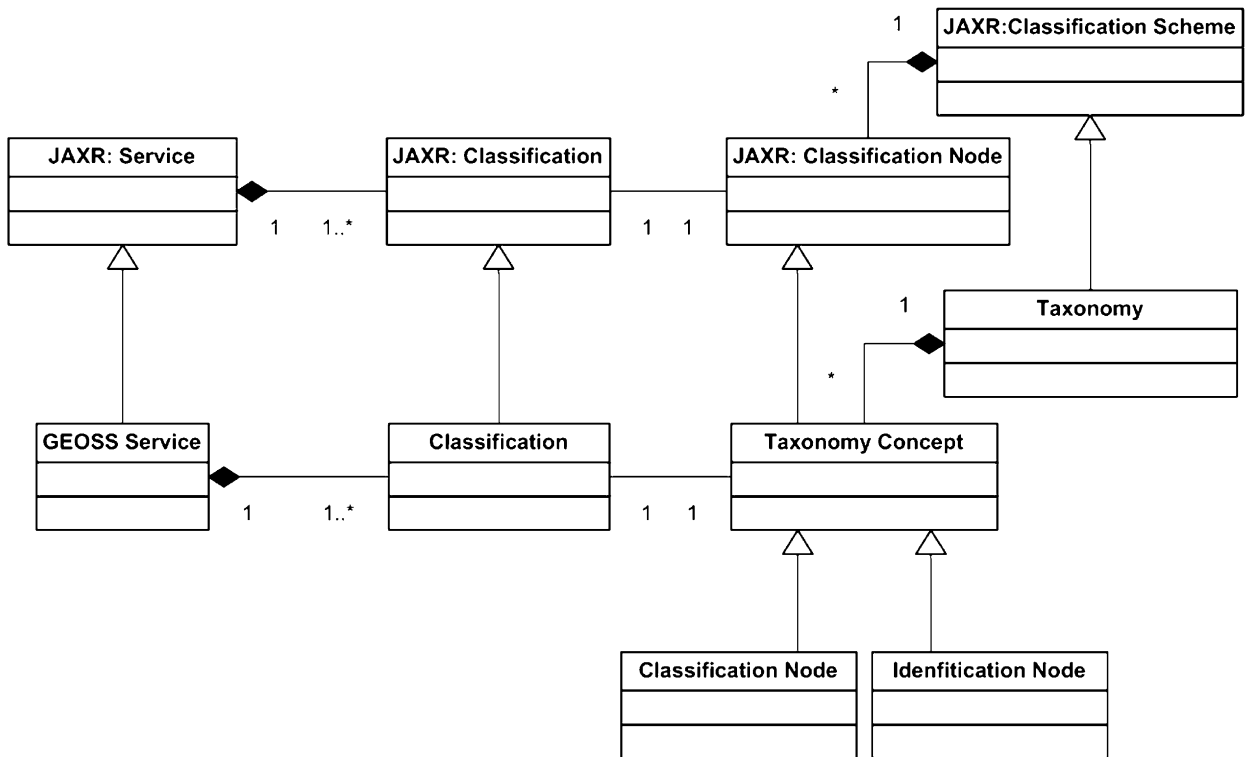 1
JAXR:Classification Scheme
*
JAXR: Service
JAXR: Classification
JAXR: Classification Node
1
1..*
1
1
1
Taxonomy
*
GEOSS Service
Classification
Taxonomy Concept
1
1..*
1
1
Classification Node
Idenfitication Node